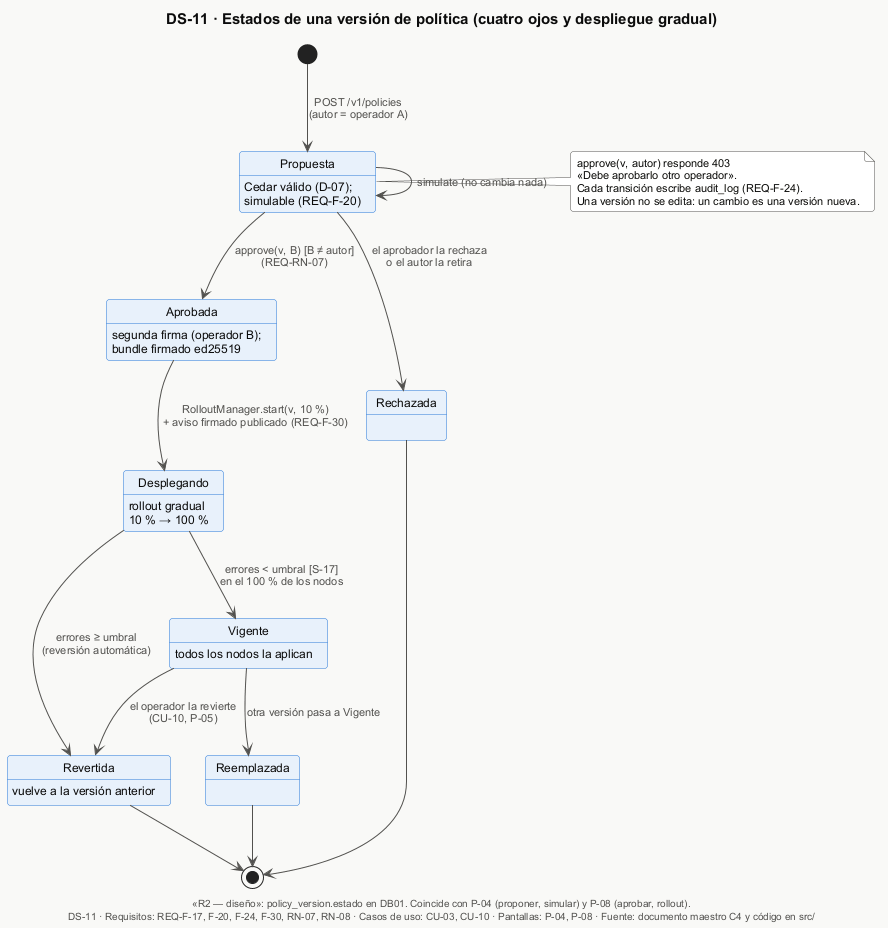 DS-11 · Estados de una versión de política (cuatro ojos y despliegue gradual)
POST /v1/policies
(autor = operador A)
Propuesta
Cedar válido (D-07);
simulable (REQ-F-20)
simulate (no cambia nada)
approve(v, autor) responde 403
«Debe aprobarlo otro operador».
Cada transición escribe audit_log (REQ-F-24).
Una versión no se edita: un cambio es una versión nueva.
approve(v, B) [B ≠ autor]
(REQ-RN-07)
el aprobador la rechaza
o el autor la retira
Aprobada
segunda firma (operador B);
bundle firmado ed25519
Rechazada
RolloutManager.start(v, 10 %)
+ aviso firmado publicado (REQ-F-30)
Desplegando
rollout gradual
10 % → 100 %
errores < umbral [S-17]
en el 100 % de los nodos
errores ≥ umbral
(reversión automática)
Vigente
todos los nodos la aplican
el operador la revierte
(CU-10, P-05)
otra versión pasa a Vigente
Revertida
vuelve a la versión anterior
Reemplazada
«R2 — diseño»: policy_version.estado en DB01. Coincide con P-04 (proponer, simular) y P-08 (aprobar, rollout).
DS-11 · Requisitos: REQ-F-17, F-20, F-24, F-30, RN-07, RN-08 · Casos de uso: CU-03, CU-10 · Pantallas: P-04, P-08 · Fuente: documento maestro C4 y código en src/